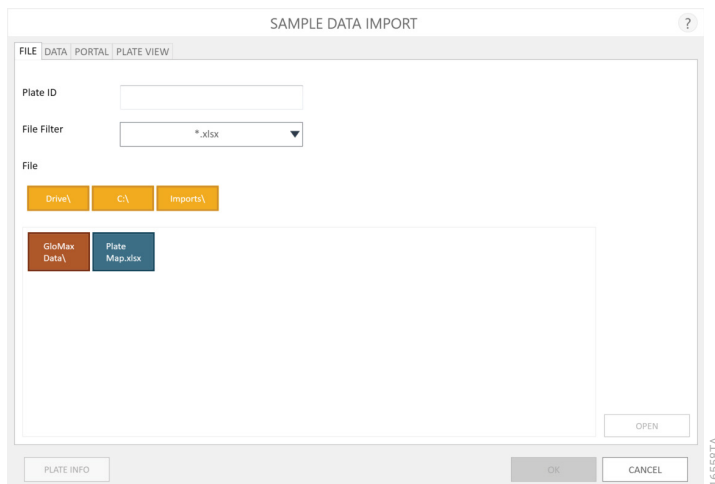 SAMPLE DATA IMPORT
?
FILE DATA PORTAL PLATE VIEW
Plate ID
File Filter
*.xlsx
File
Drive\ C:\ Imports\
GloMax
Data\
Plate
Map.xlsx
OPEN
PLATE INFO
OK
CANCEL